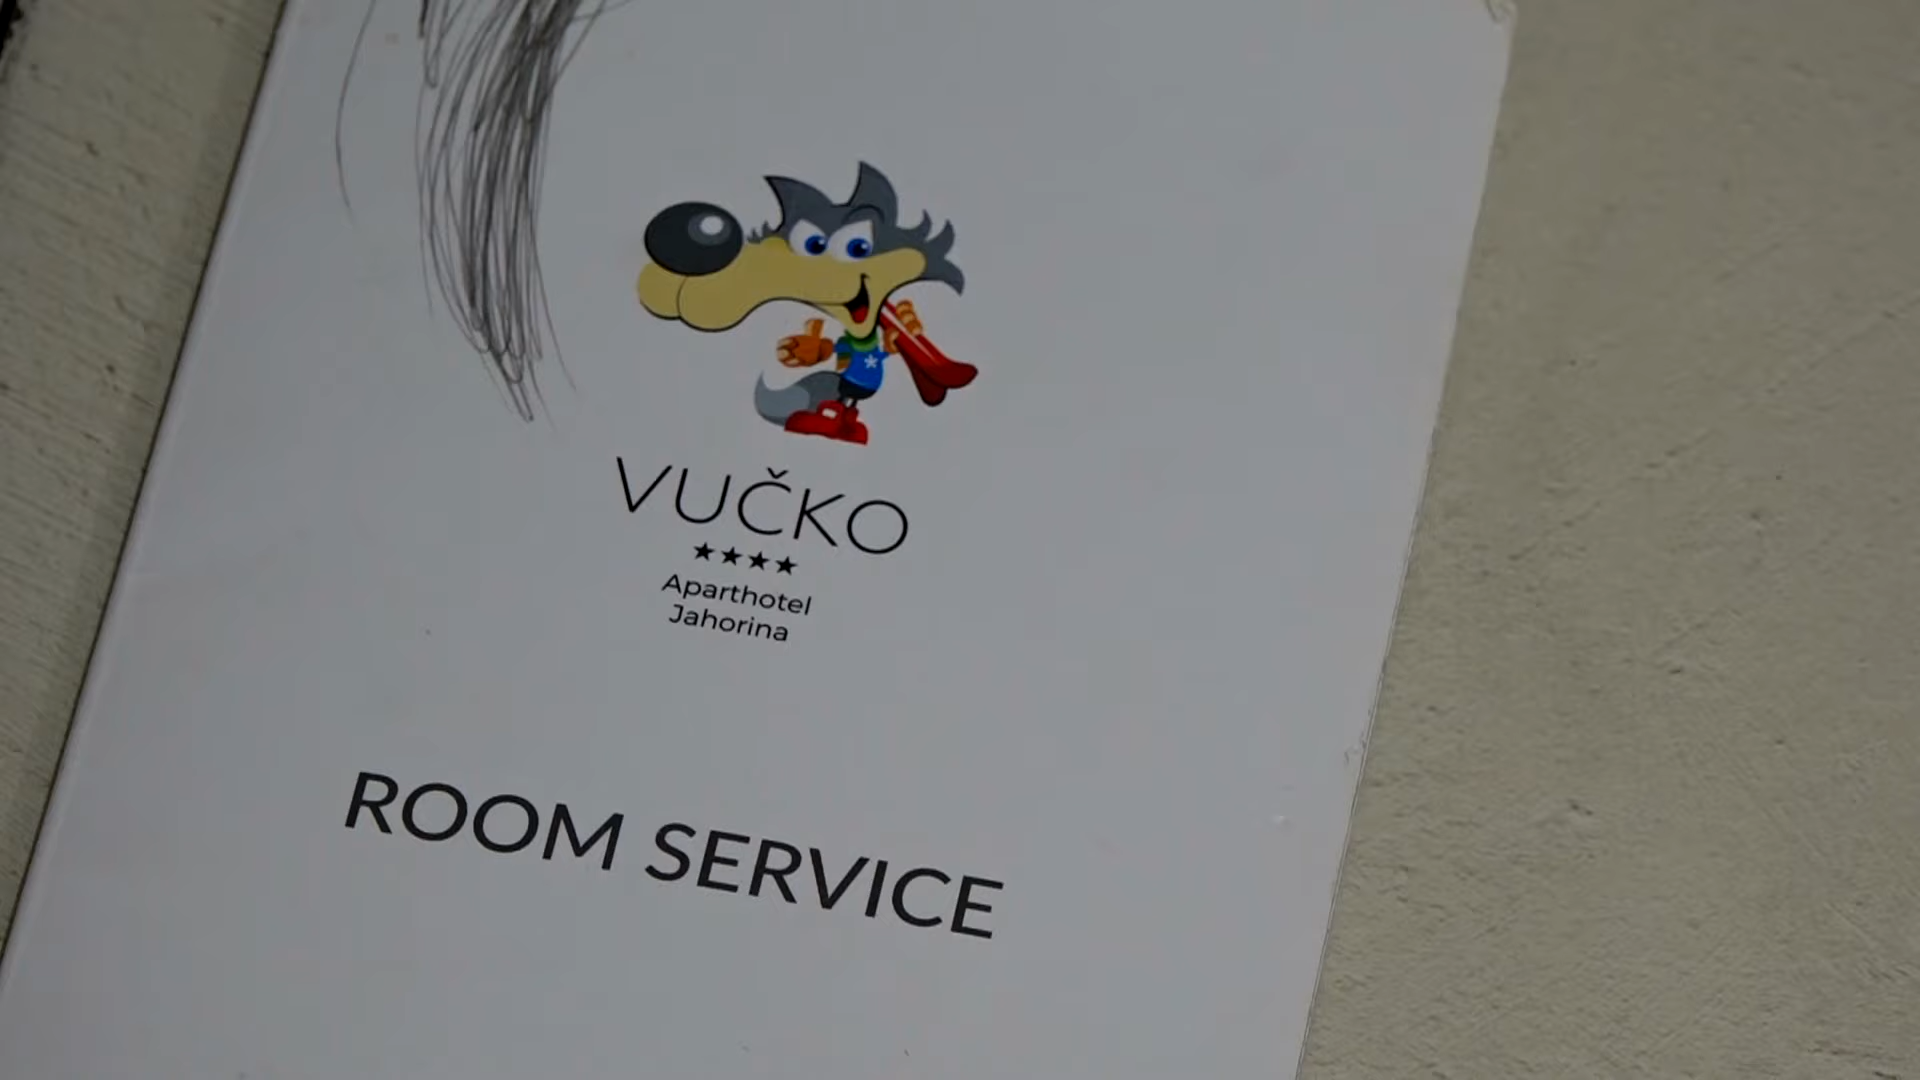 VUČKO
★★★★
Aparthotel
Jahorina
ROOM SERVICE